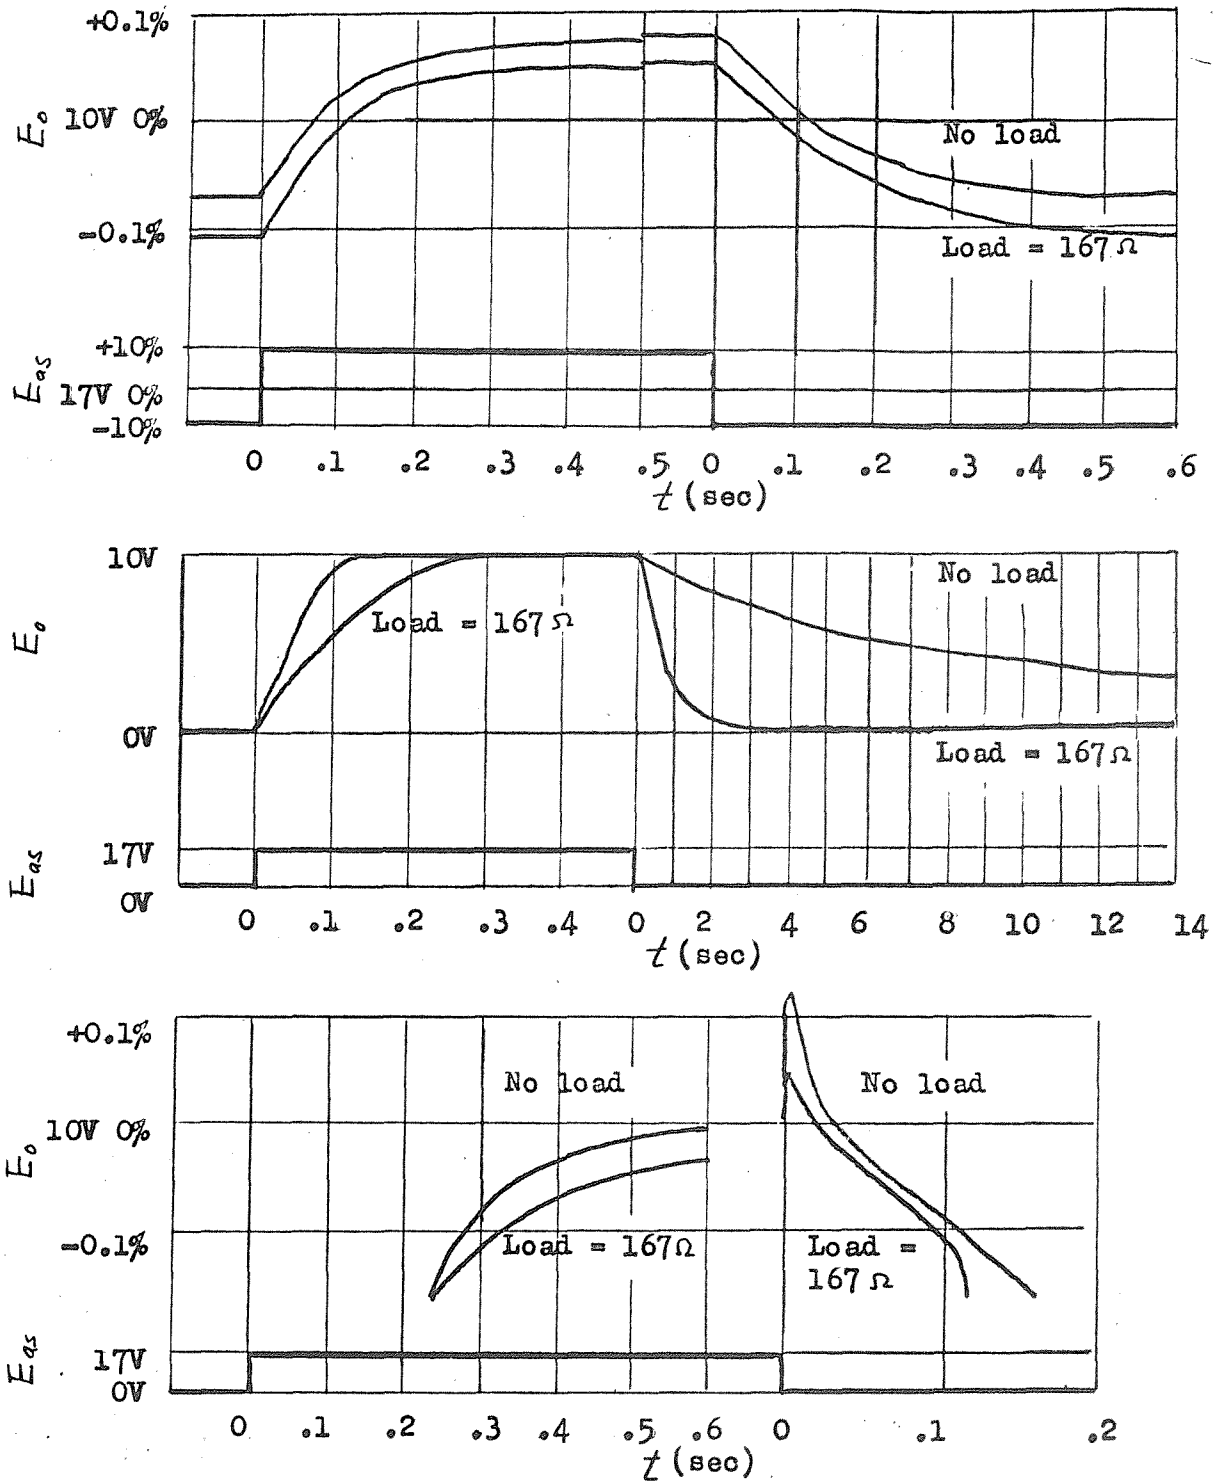 +0.1%
E₀ 10V 0%
No load
-0.1%
Load = 167Ω
+10%
Eas 17V 0%
-10%
0 .1 .2 .3 .4 .5 0 .1 .2 .3 .4 .5 .6
t (sec)
10V
No load
Load = 167Ω
E₀
0V
Load = 167Ω
17V
Eas
0V
0 .1 .2 .3 .4 0 2 4 6 8 10 12 14
t (sec)
+0.1%
No load
No load
E₀ 10V 0%
-0.1%
Load = 167Ω
Load =
167Ω
Eas 17V
0V
0 .1 .2 .3 .4 .5 .6 0 .1 .2
t (sec)